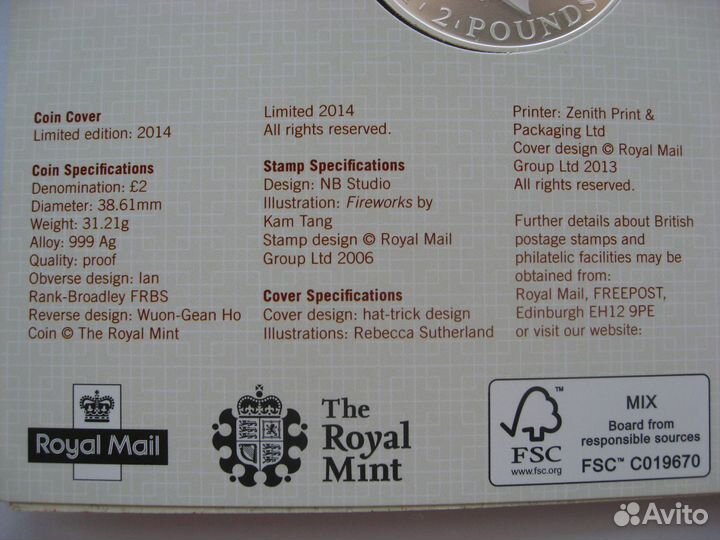 2 POUNDS
Coin Cover
Limited edition: 2014
Coin Specifications
Denomination: £2
Diameter: 38.61mm
Weight: 31.21g
Alloy: 999 Ag
Quality: proof
Obverse design: Ian
Rank-Broadley FRBS
Reverse design: Wuon-Gean Ho
Coin © The Royal Mint
Limited 2014
All rights reserved.
Stamp Specifications
Design: NB Studio
Illustration: Fireworks by
Kam Tang
Stamp design © Royal Mail
Group Ltd 2006
Cover Specifications
Cover design: hat-trick design
Illustrations: Rebecca Sutherland
Printer: Zenith Print &
Packaging Ltd
Cover design © Royal Mail
Group Ltd 2013
All rights reserved.
Further details about British
postage stamps and
philatelic facilities may be
obtained from:
Royal Mail, FREEPOST,
Edinburgh EH12 9PE
or visit our website:
Royal Mail
The
Royal
Mint
FSC
www.fsc.org
MIX
Board from
responsible sources
FSC™ C019670
Avito